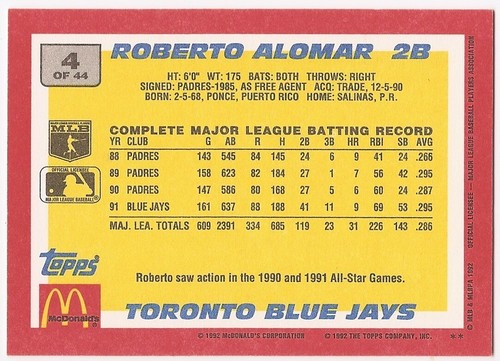 4
OF 44
ROBERTO ALOMAR 2B
HT: 6'0" WT: 175 BATS: BOTH THROWS: RIGHT
SIGNED: PADRES-1985, AS FREE AGENT ACQ: TRADE, 12-5-90
BORN: 2-5-68, PONCE, PUERTO RICO HOME: SALINAS, P.R.
MAJOR LEAGUE BASEBALL PLAYERS ASSOCIATION
MLB
OFFICIAL LICENSEE
MAJOR LEAGUE BASEBALL
COMPLETE MAJOR LEAGUE BATTING RECORD
YR CLUB G AB R H 2B 3B HR RBI SB AVG
88 PADRES 143 545 84 145 24 6 9 41 24 .266
89 PADRES 158 623 82 184 27 1 7 56 42 .295
90 PADRES 147 586 80 168 27 5 6 60 24 .287
91 BLUE JAYS 161 637 88 188 41 11 9 69 53 .295
MAJ. LEA. TOTALS 609 2391 334 685 119 23 31 226 143 .286
Topps
Roberto saw action in the 1990 and 1991 All-Star Games.
McDonald's
TORONTO BLUE JAYS
© 1992 McDONALD'S CORPORATION © 1992 THE TOPPS COMPANY, INC. **
© MLB & MLBPA 1992 OFFICIAL LICENSEE — MAJOR LEAGUE BASEBALL PLAYERS ASSOCIATION